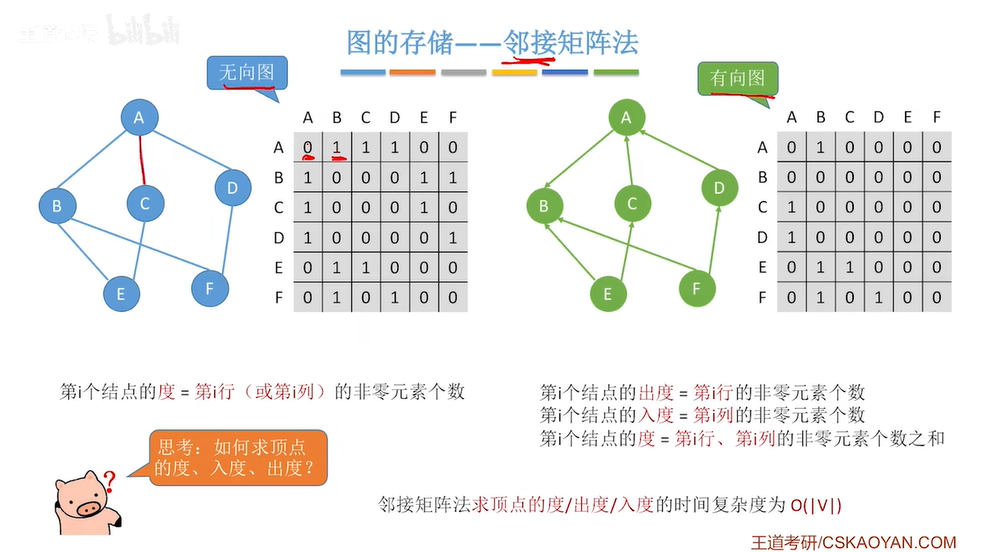 bilibili
图的存储——邻接矩阵法
无向图
A
B
C
D
E
F
A B C D E F
A 0 1 1 1 0 0
B 1 0 0 0 1 1
C 1 0 0 0 1 0
D 1 0 0 0 0 1
E 0 1 1 0 0 0
F 0 1 0 1 0 0
有向图
A
B
C
D
E
F
A B C D E F
A 0 1 0 0 0 0
B 0 0 0 0 0 0
C 1 0 0 0 0 0
D 1 0 0 0 0 0
E 0 1 1 0 0 0
F 0 1 0 1 0 0
第i个结点的度 = 第i行（或第i列）的非零元素个数
第i个结点的出度 = 第i行的非零元素个数
第i个结点的入度 = 第i列的非零元素个数
第i个结点的度 = 第i行、第i列的非零元素个数之和
思考：如何求顶点
的度、入度、出度？
?
邻接矩阵法求顶点的度/出度/入度的时间复杂度为 O(|V|)
王道考研/CSKAOYAN.COM